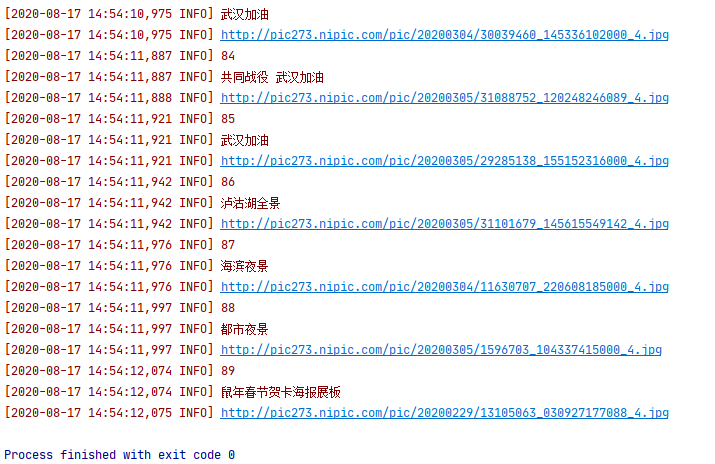 [2020-08-17 14:54:10,975 INFO] 武汉加油
[2020-08-17 14:54:10,975 INFO] http://pic273.nipic.com/pic/20200304/30039460_145336102000_4.jpg
[2020-08-17 14:54:11,887 INFO] 84
[2020-08-17 14:54:11,887 INFO] 共同战役 武汉加油
[2020-08-17 14:54:11,888 INFO] http://pic273.nipic.com/pic/20200305/31088752_120248246089_4.jpg
[2020-08-17 14:54:11,921 INFO] 85
[2020-08-17 14:54:11,921 INFO] 武汉加油
[2020-08-17 14:54:11,921 INFO] http://pic273.nipic.com/pic/20200305/29285138_155152316000_4.jpg
[2020-08-17 14:54:11,942 INFO] 86
[2020-08-17 14:54:11,942 INFO] 泸沽湖全景
[2020-08-17 14:54:11,942 INFO] http://pic273.nipic.com/pic/20200305/31101679_145615549142_4.jpg
[2020-08-17 14:54:11,976 INFO] 87
[2020-08-17 14:54:11,976 INFO] 海滨夜景
[2020-08-17 14:54:11,976 INFO] http://pic273.nipic.com/pic/20200304/11630707_220608185000_4.jpg
[2020-08-17 14:54:11,997 INFO] 88
[2020-08-17 14:54:11,997 INFO] 都市夜景
[2020-08-17 14:54:11,997 INFO] http://pic273.nipic.com/pic/20200305/1596703_104337415000_4.jpg
[2020-08-17 14:54:12,074 INFO] 89
[2020-08-17 14:54:12,074 INFO] 鼠年春节贺卡海报展板
[2020-08-17 14:54:12,075 INFO] http://pic273.nipic.com/pic/20200229/13105063_030927177088_4.jpg
Process finished with exit code 0